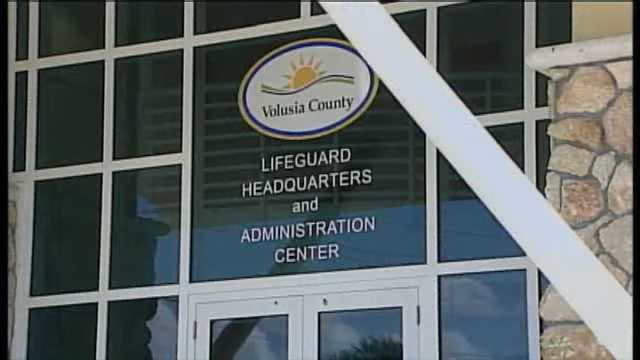 Volusia County
LIFEGUARD
HEADQUARTERS
and
ADMINISTRATION
CENTER